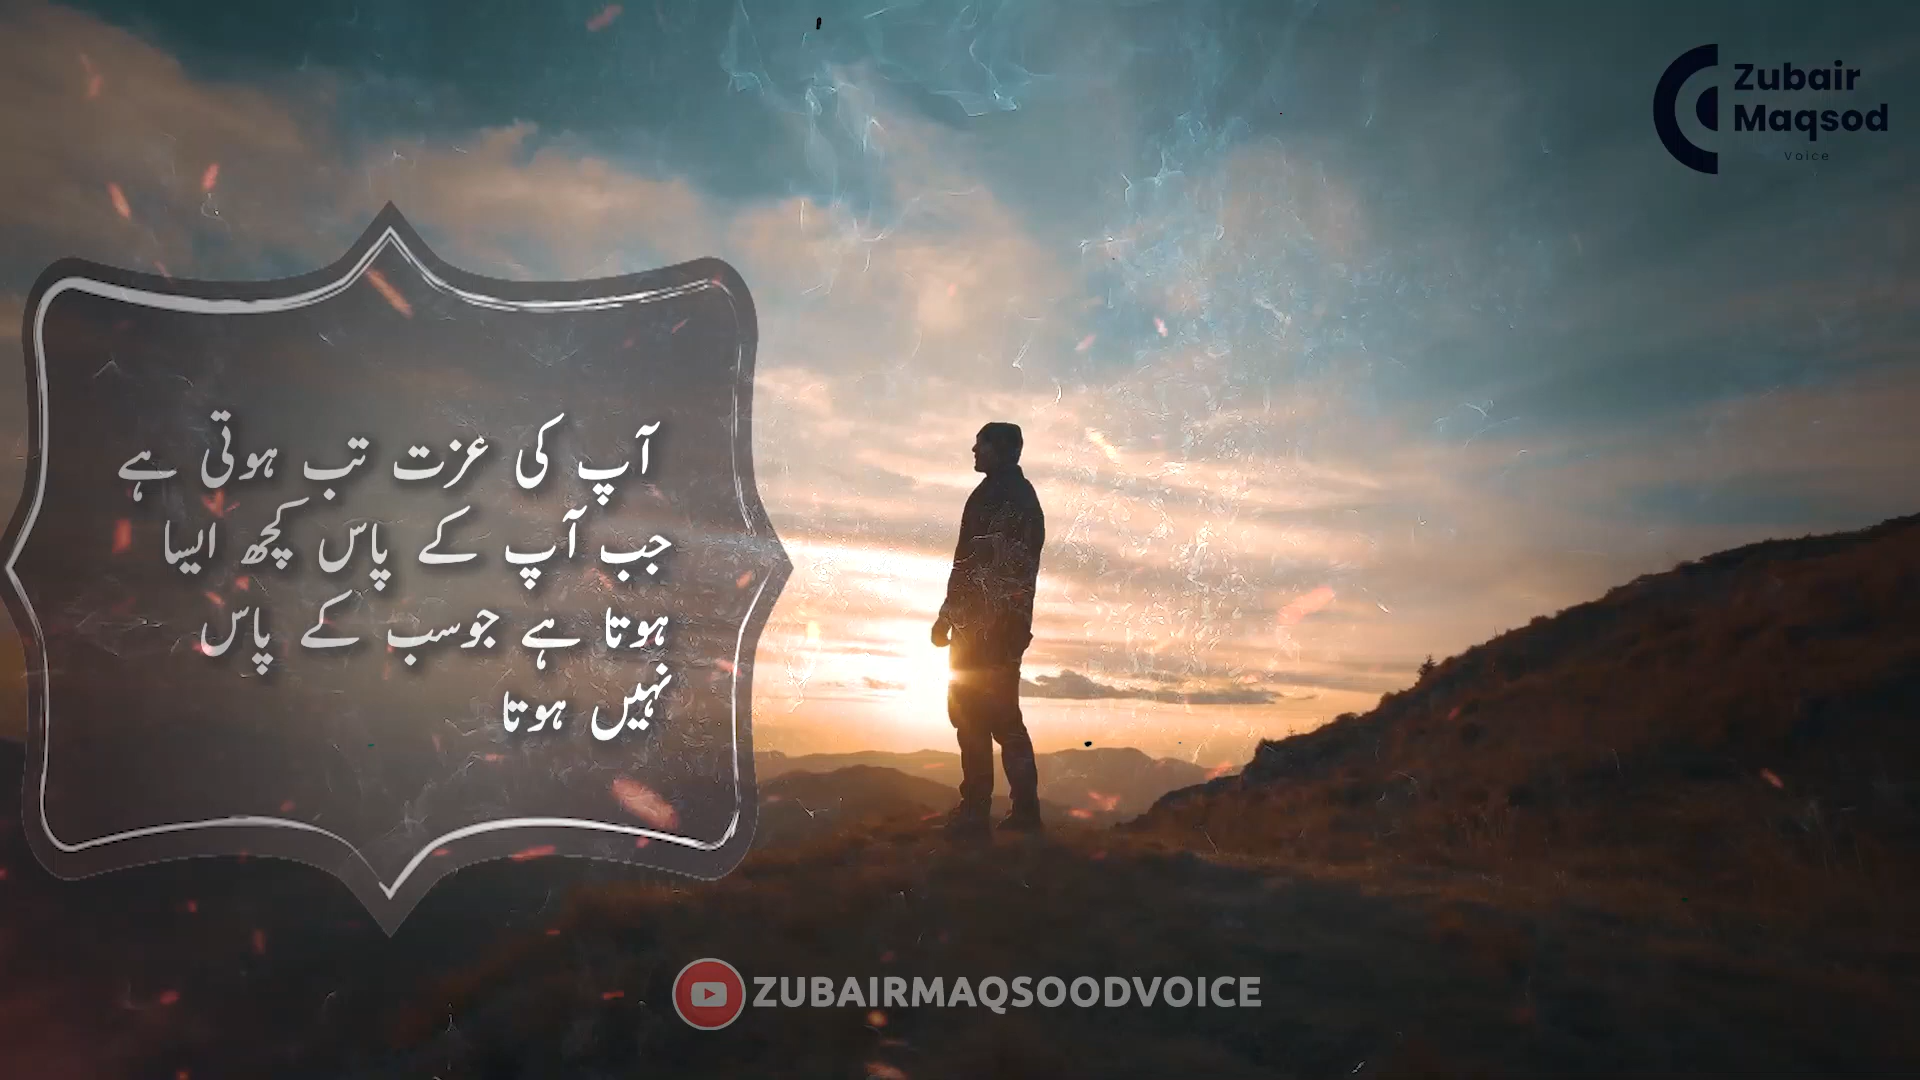 Zubair
Maqsod
Voice
آپ کی عزت تب ہوتی ہے
جب آپ کے پاس کچھ ایسا
ہوتا ہے جوسب کے پاس
نہیں ہوتا
ZUBAIRMAQSOODVOICE